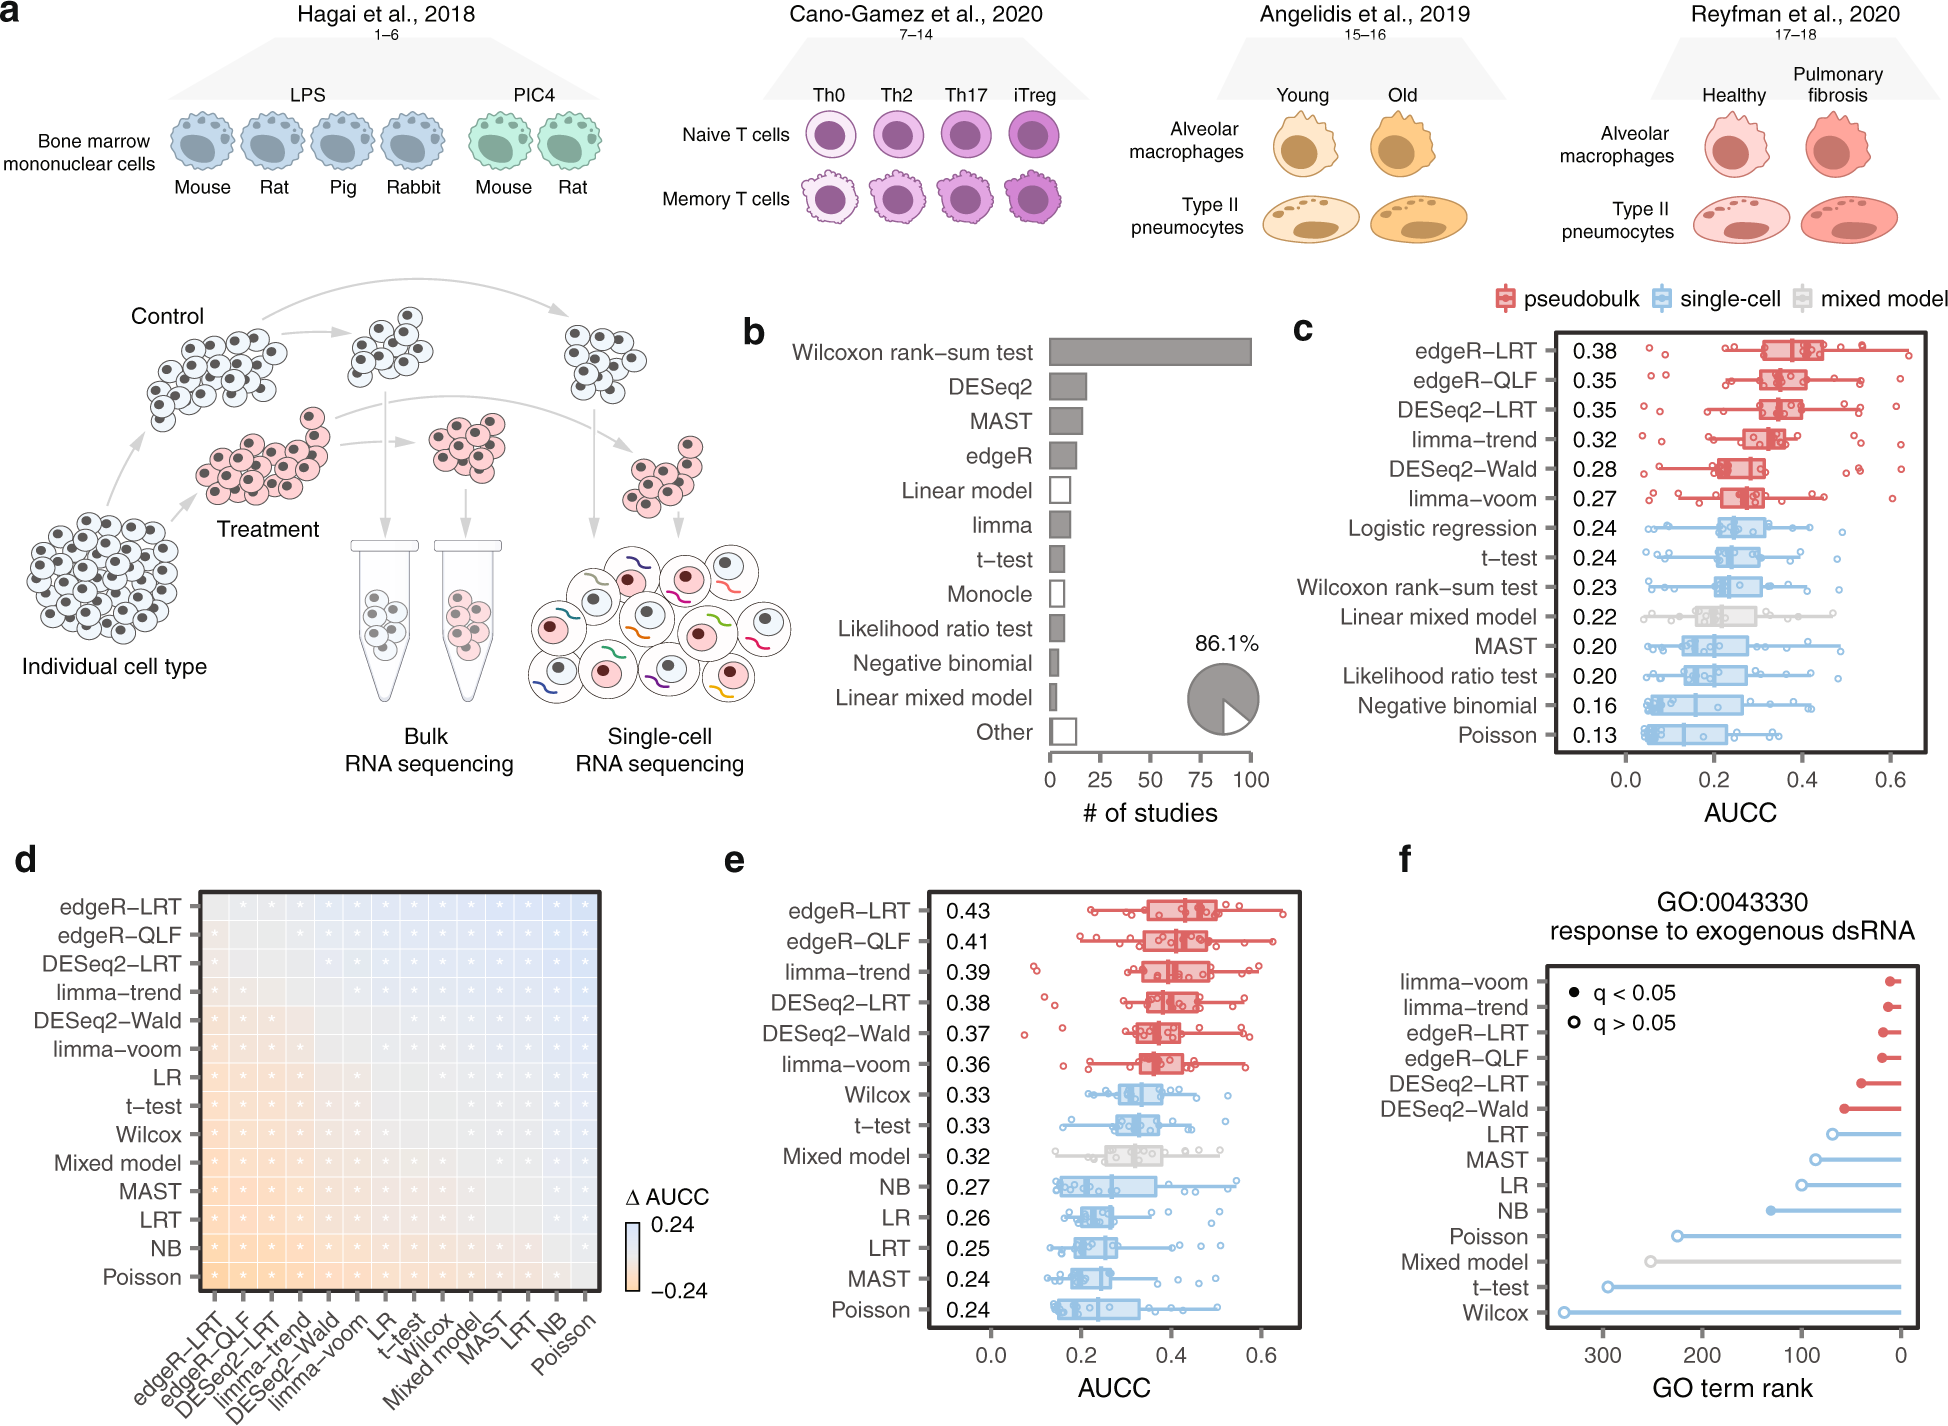 a
Hagai et al., 2018
1–6
LPS
PIC4
Bone marrow
mononuclear cells
Mouse
Rat
Pig
Rabbit
Mouse
Rat
Cano-Gamez et al., 2020
7–14
Th0
Th2
Th17
iTreg
Naive T cells
Memory T cells
Angelidis et al., 2019
15–16
Young
Old
Alveolar
macrophages
Type II
pneumocytes
Reyfman et al., 2020
17–18
Healthy
Pulmonary
fibrosis
Alveolar
macrophages
Type II
pneumocytes
Control
Treatment
Individual cell type
Bulk
RNA sequencing
Single-cell
RNA sequencing
b
Wilcoxon rank−sum test
DESeq2
MAST
edgeR
Linear model
limma
t−test
Monocle
Likelihood ratio test
Negative binomial
Linear mixed model
Other
86.1%
0 25 50 75 100
# of studies
pseudobulk single−cell mixed model
c
edgeR−LRT 0.38
edgeR−QLF 0.35
DESeq2−LRT 0.35
limma−trend 0.32
DESeq2−Wald 0.28
limma−voom 0.27
Logistic regression 0.24
t−test 0.24
Wilcoxon rank−sum test 0.23
Linear mixed model 0.22
MAST 0.20
Likelihood ratio test 0.20
Negative binomial 0.16
Poisson 0.13
0.0 0.2 0.4 0.6
AUCC
d
edgeR−LRT
edgeR−QLF
DESeq2−LRT
limma−trend
DESeq2−Wald
limma−voom
LR
t−test
Wilcox
Mixed model
MAST
LRT
NB
Poisson
edgeR−LRT
edgeR−QLF
DESeq2−LRT
limma−trend
DESeq2−Wald
limma−voom
LR
t−test
Wilcox
Mixed model
MAST
LRT
NB
Poisson
Δ AUCC
0.24
−0.24
e
edgeR−LRT 0.43
edgeR−QLF 0.41
limma−trend 0.39
DESeq2−LRT 0.38
DESeq2−Wald 0.37
limma−voom 0.36
Wilcox 0.33
t−test 0.33
Mixed model 0.32
NB 0.27
LR 0.26
LRT 0.25
MAST 0.24
Poisson 0.24
0.0 0.2 0.4 0.6
AUCC
f
GO:0043330
response to exogenous dsRNA
q < 0.05
q > 0.05
limma−voom
limma−trend
edgeR−LRT
edgeR−QLF
DESeq2−LRT
DESeq2−Wald
LRT
MAST
LR
NB
Poisson
Mixed model
t−test
Wilcox
300 200 100 0
GO term rank